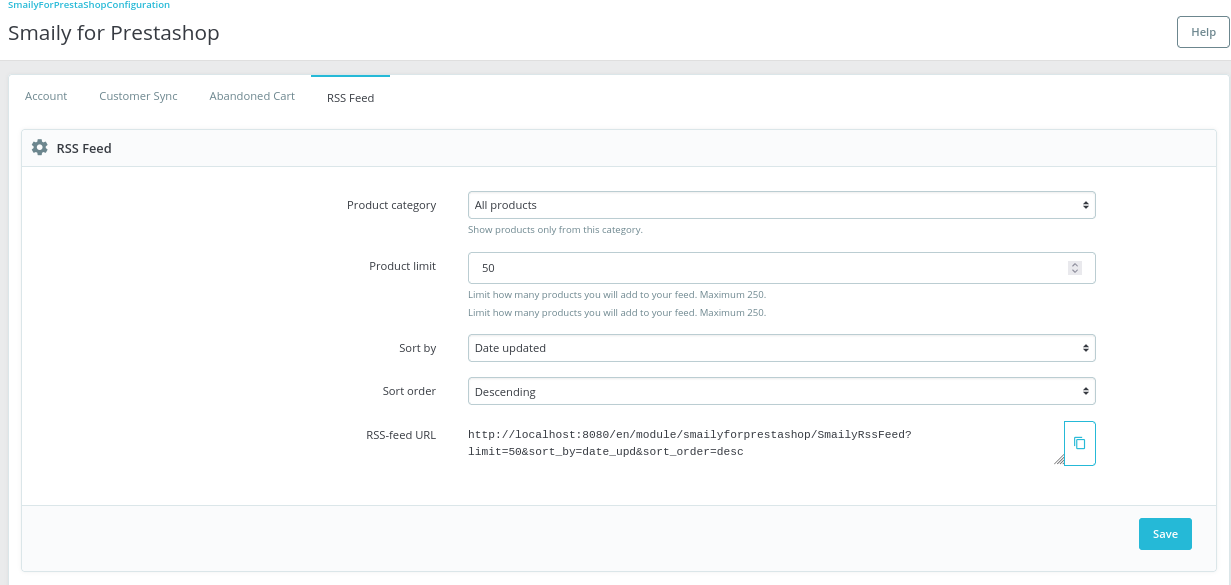 SmailyForPrestaShopConfiguration
Smaily for Prestashop
Help
Account
Customer Sync
Abandoned Cart
RSS Feed
RSS Feed
Product category
All products
Show products only from this category.
Product limit
50
Limit how many products you will add to your feed. Maximum 250.
Limit how many products you will add to your feed. Maximum 250.
Sort by
Date updated
Sort order
Descending
RSS-feed URL
http://localhost:8080/en/module/smailyforprestashop/SmailyRssFeed?
limit=50&sort_by=date_upd&sort_order=desc
Save